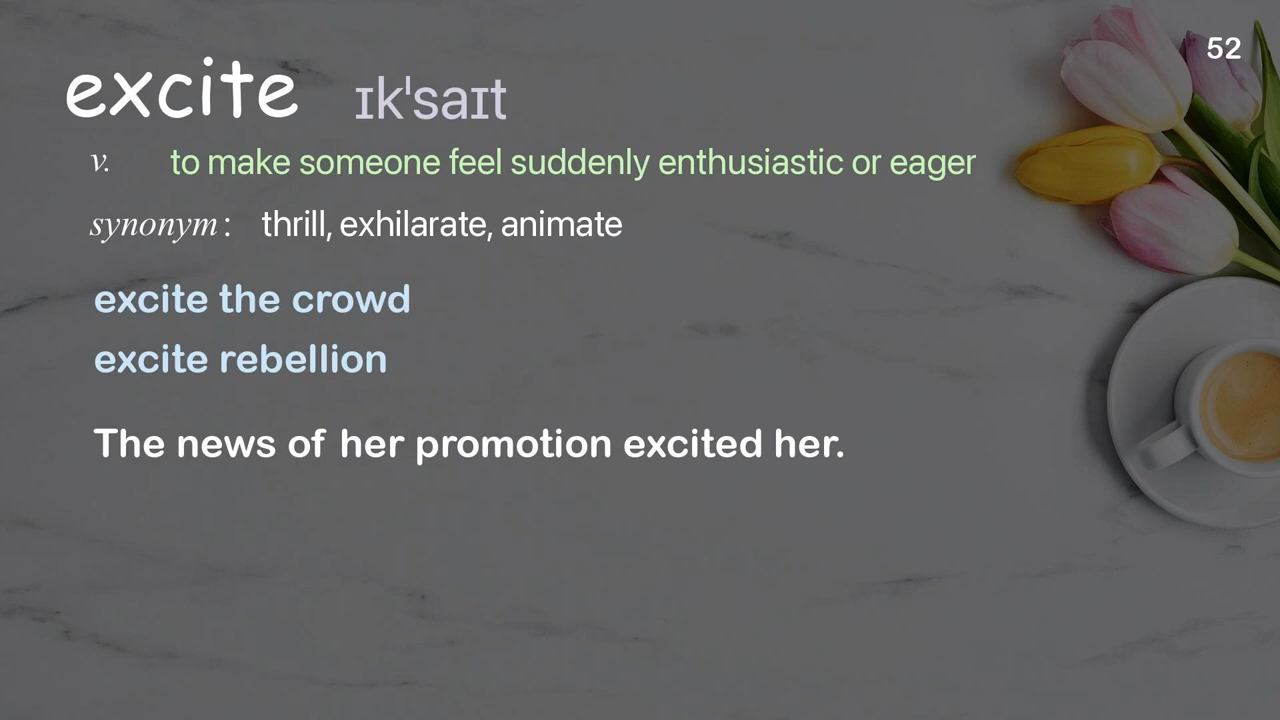 52
excite ɪkˈsaɪt
v. to make someone feel suddenly enthusiastic or eager
synonym: thrill, exhilarate, animate
excite the crowd
excite rebellion
The news of her promotion excited her.